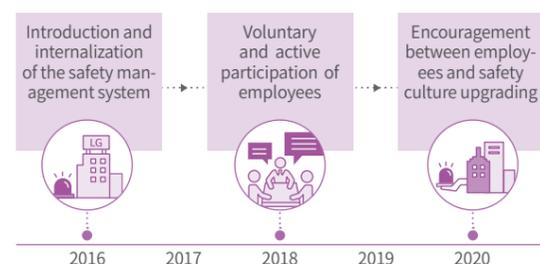 Introduction and
internalization
of the safety man-
agement system
Voluntary
and active
participation of
employees
Encouragement
between employ-
ees and safety
culture upgrading
LG
2016
2017
2018
2019
2020